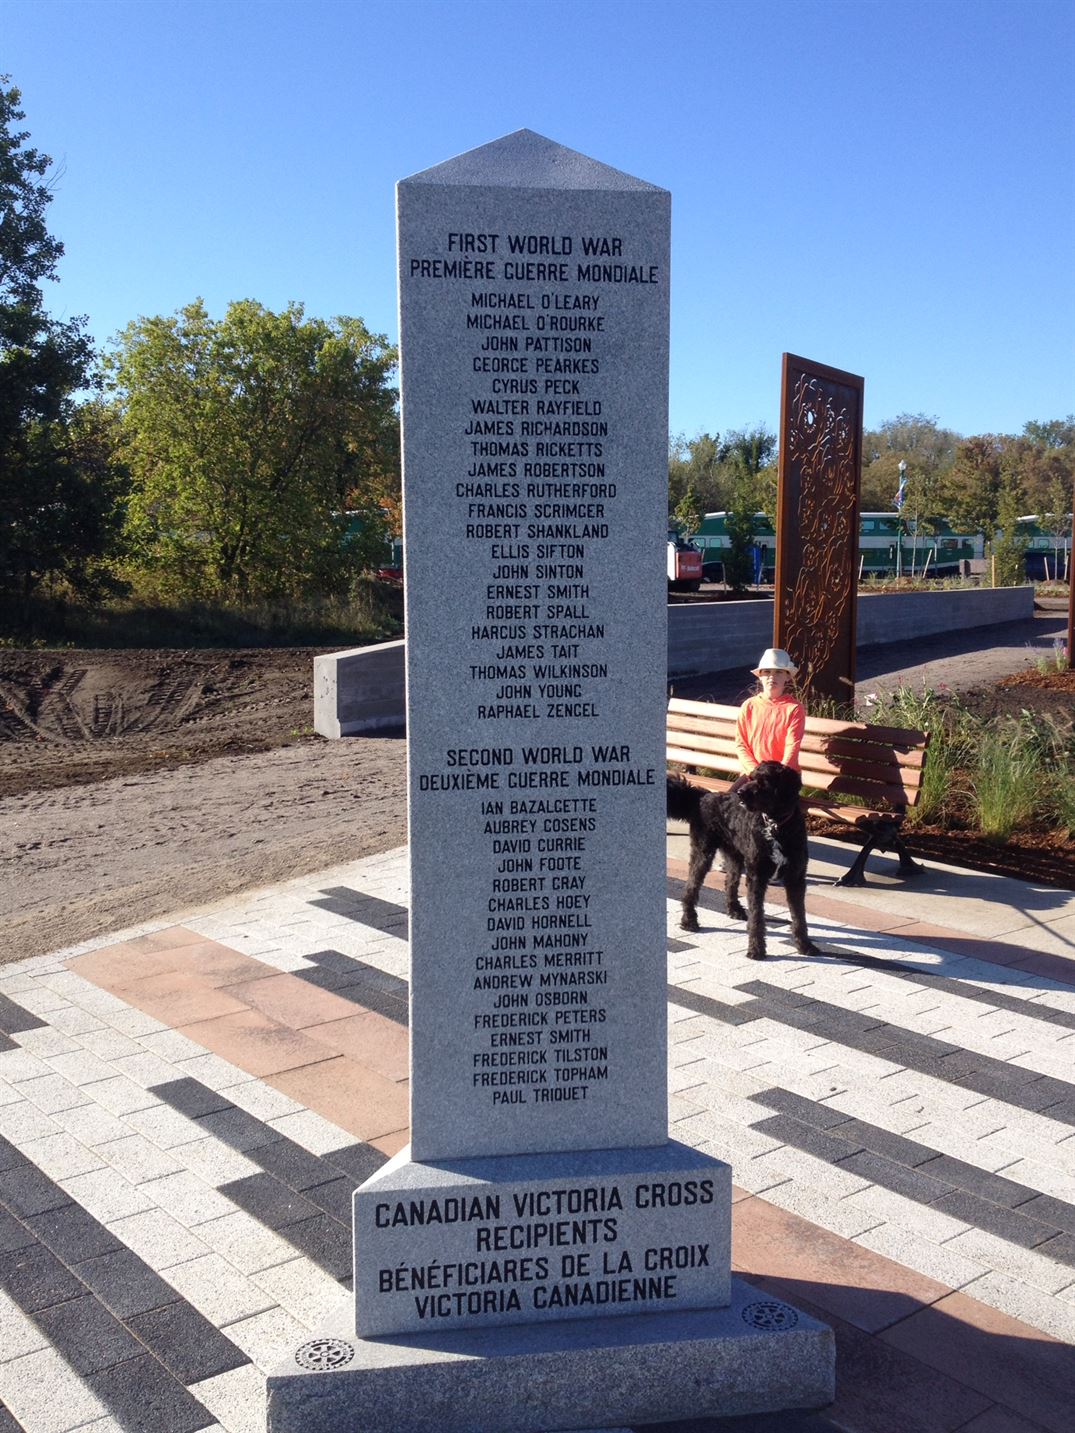 FIRST WORLD WAR
PREMIÈRE GUERRE MONDIALE
MICHAEL O'LEARY
MICHAEL O'ROURKE
JOHN PATTISON
GEORGE PEARKES
CYRUS PECK
WALTER RAYFIELD
JAMES RICHARDSON
THOMAS RICKETTS
JAMES ROBERTSON
CHARLES RUTHERFORD
FRANCIS SCRIMGER
ROBERT SHANKLAND
ELLIS SIFTON
JOHN SINTON
ERNEST SMITH
ROBERT SPALL
HARCUS STRACHAN
JAMES TAIT
THOMAS WILKINSON
JOHN YOUNG
RAPHAEL ZENGEL
SECOND WORLD WAR
DEUXIÈME GUERRE MONDIALE
IAN BAZALGETTE
AUBREY COSENS
DAVID CURRIE
JOHN FOOTE
ROBERT GRAY
CHARLES HOEY
DAVID HORNELL
JOHN MAHONY
CHARLES MERRITT
ANDREW MYNARSKI
JOHN OSBORN
FREDERICK PETERS
ERNEST SMITH
FREDERICK TILSTON
FREDERICK TOPHAM
PAUL TRIQUET
CANADIAN VICTORIA CROSS
RECIPIENTS
BÉNÉFICIARES DE LA CROIX
VICTORIA CANADIENNE